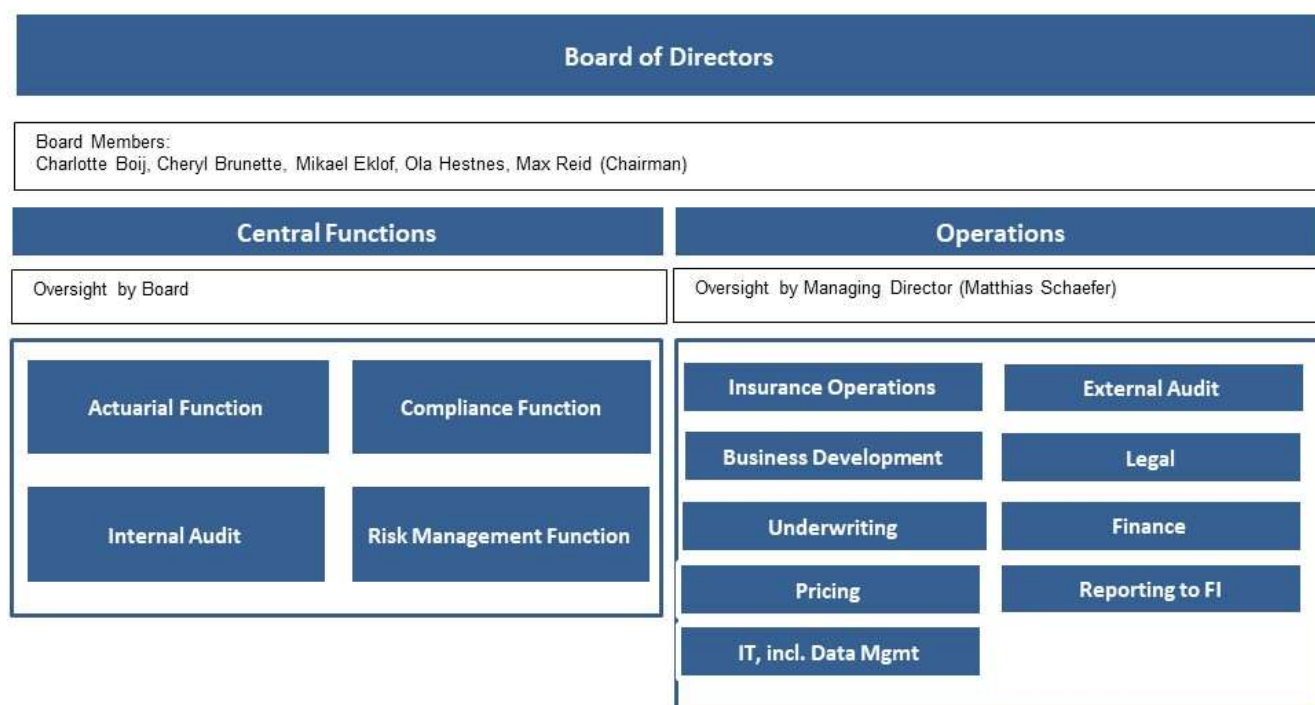 Board of Directors
Board Members:
Charlotte Boij, Cheryl Brunette, Mikael Eklof, Ola Hestnes, Max Reid (Chairman)
Central Functions
Oversight by Board
Actuarial Function
Compliance Function
Internal Audit
Risk Management Function
Operations
Oversight by Managing Director (Matthias Schaefer)
Insurance Operations
External Audit
Business Development
Legal
Underwriting
Finance
Pricing
Reporting to FI
IT, incl. Data Mgmt